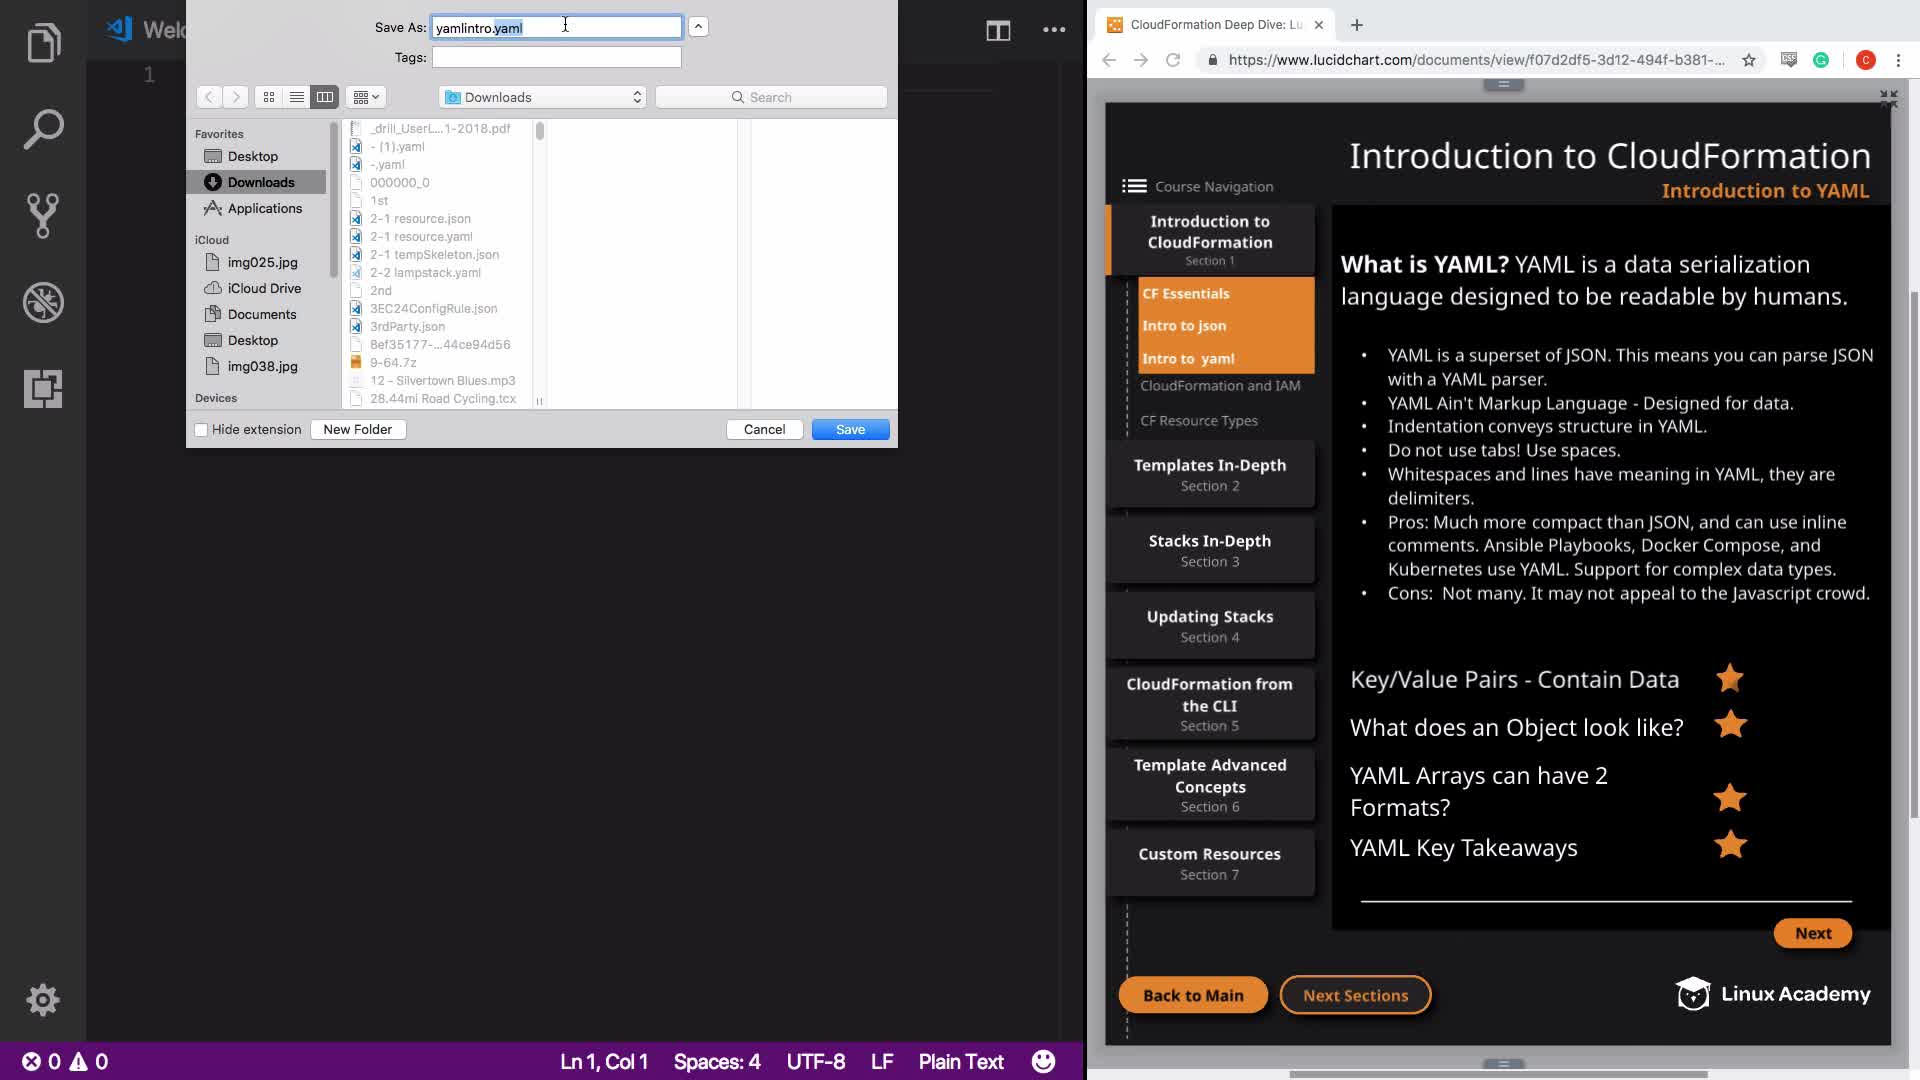 Welc
1
Save As: yamlintro.yaml
Tags:
Downloads
Search
Favorites
Desktop
Downloads
Applications
iCloud
img025.jpg
iCloud Drive
Documents
Desktop
img038.jpg
Devices
_drill_UserI...1-2018.pdf
- (1).yaml
-.yaml
000000_0
1st
2-1 resource.json
2-1 resource.yaml
2-1 tempSkeleton.json
2-2 lampstack.yaml
2nd
3EC24ConfigRule.json
3rdParty.json
8ef35177-...44ce94d56
9-64.7z
12 - Silvertown Blues.mp3
28.44mi Road Cycling.tcx
Hide extension
New Folder
Cancel
Save
0 0
Ln 1, Col 1 Spaces: 4 UTF-8 LF Plain Text
CloudFormation Deep Dive: Lu
https://www.lucidchart.com/documents/view/f07d2df5-3d12-494f-b381-...
C
Introduction to CloudFormation
Introduction to YAML
Course Navigation
Introduction to
CloudFormation
Section 1
CF Essentials
Intro to json
Intro to yaml
CloudFormation and IAM
CF Resource Types
Templates In-Depth
Section 2
Stacks In-Depth
Section 3
Updating Stacks
Section 4
CloudFormation from
the CLI
Section 5
Template Advanced
Concepts
Section 6
Custom Resources
Section 7
What is YAML? YAML is a data serialization
language designed to be readable by humans.
• YAML is a superset of JSON. This means you can parse JSON
with a YAML parser.
• YAML Ain't Markup Language - Designed for data.
• Indentation conveys structure in YAML.
• Do not use tabs! Use spaces.
• Whitespaces and lines have meaning in YAML, they are
delimiters.
• Pros: Much more compact than JSON, and can use inline
comments. Ansible Playbooks, Docker Compose, and
Kubernetes use YAML. Support for complex data types.
• Cons: Not many. It may not appeal to the Javascript crowd.
Key/Value Pairs - Contain Data
What does an Object look like?
YAML Arrays can have 2
Formats?
YAML Key Takeaways
Next
Back to Main
Next Sections
Linux Academy